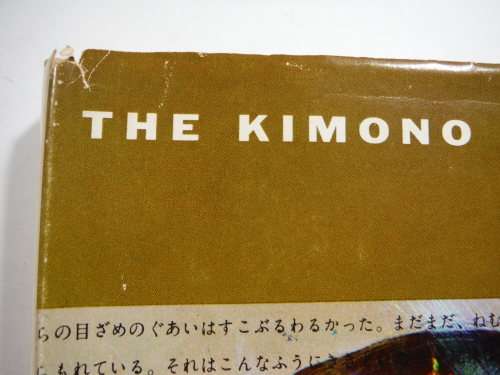 THE KIMONO
らの目ざめのぐあいはすこぶるわるかった。まだまだ、ねむ
もれている。それはこんなふうに